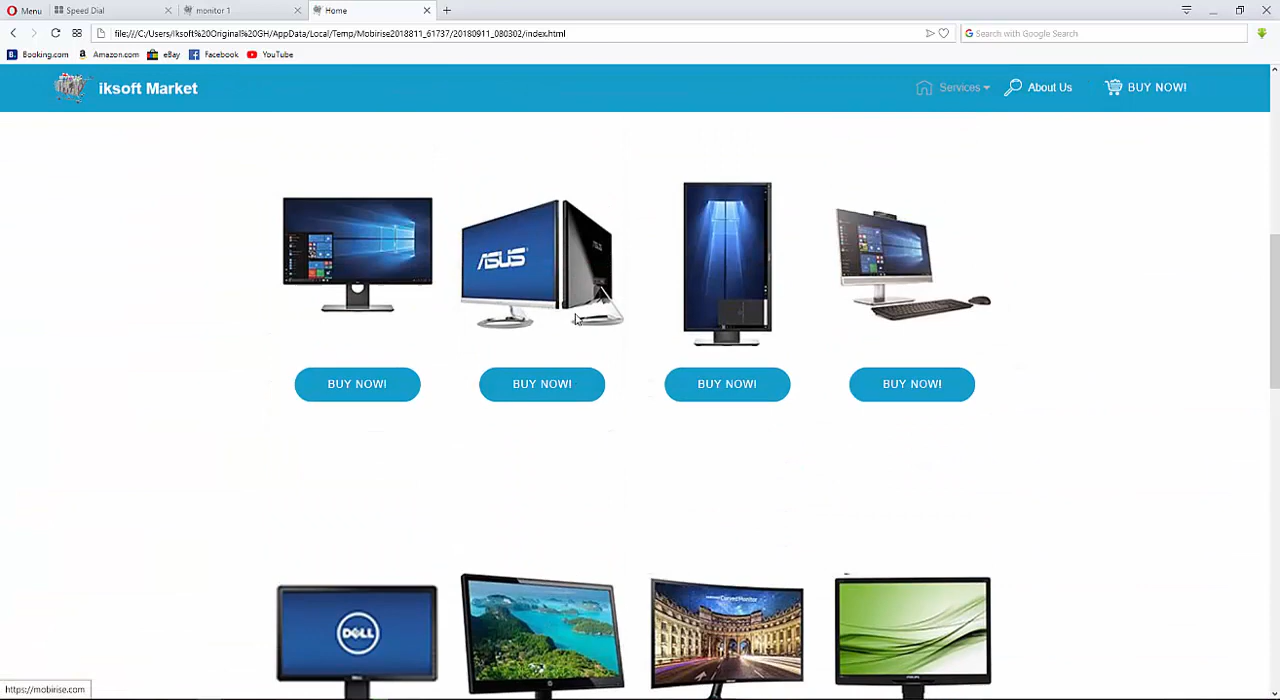 Menu
Speed Dial
monitor 1
Home
file:///C:/Users/Iksoft%20Original%20GH/AppData/Local/Temp/Mobirise2018811_61737/20180911_080302/index.html
Search with Google Search
Booking.com
Amazon.com
eBay
Facebook
YouTube
iksoft Market
Services
About Us
BUY NOW!
ASUS
BUY NOW!
BUY NOW!
BUY NOW!
BUY NOW!
DELL
https://mobirise.com